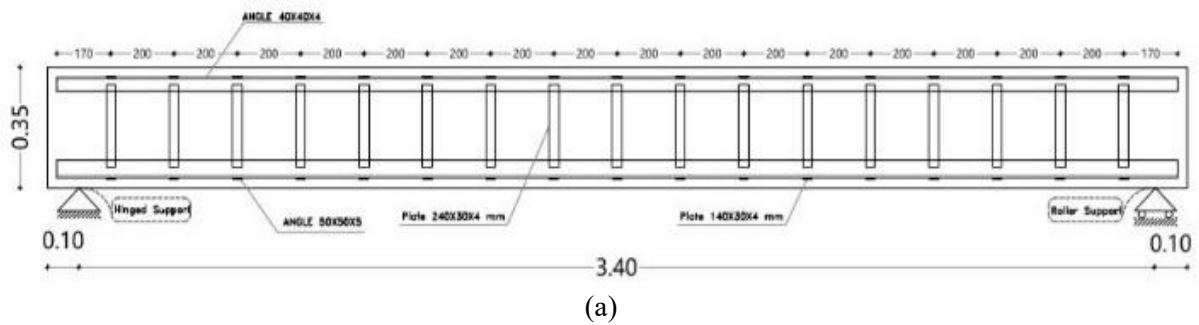 ANGLE 40X40X4
170 200 200 200 200 200 200 200 200 200 200 200 200 200 200 200 200 170
0.35
Hinged Support
ANGLE 50X50X5
Plate 240X30X4 mm
Plate 140X30X4 mm
Roller Support
0.10
3.40
0.10
(a)